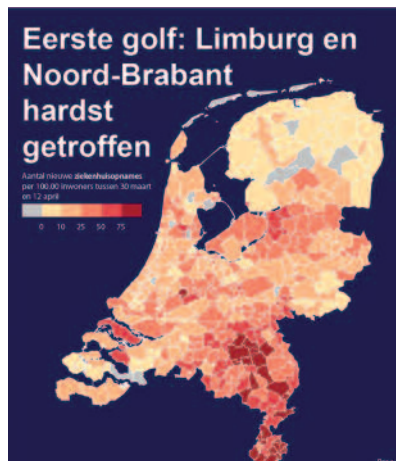 Eerste golf: Limburg en
Noord-Brabant
hardst
getroffen
Aantal nieuwe ziekenhuisopnames
per 100.00 inwoners tussen 30 maart
en 12 april
0 10 25 50 75